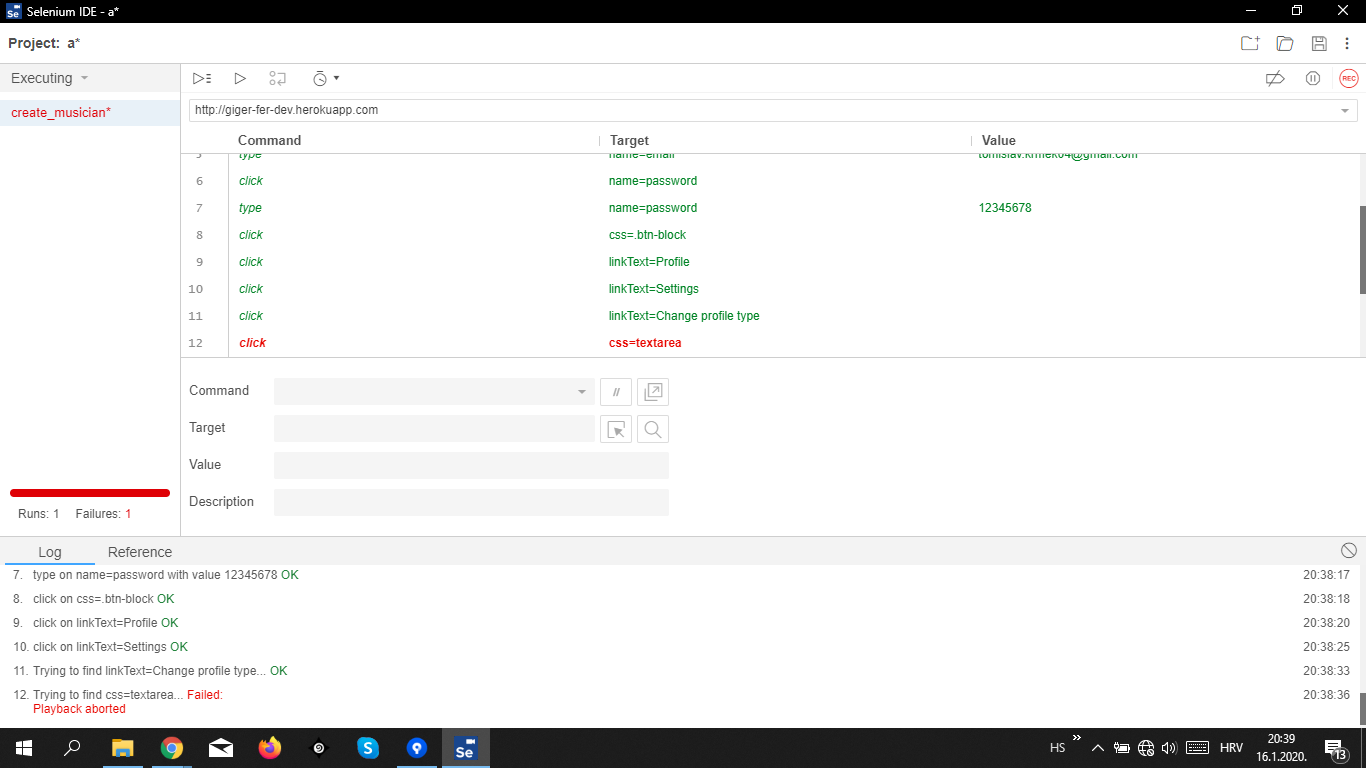 Selenium IDE - a*
Project: a*
Executing
REC
create_musician*
http://giger-fer-dev.herokuapp.com
Command Target Value
5 type name=email tomislav.krmek64@gmail.com
6 click name=password
7 type name=password 12345678
8 click css=.btn-block
9 click linkText=Profile
10 click linkText=Settings
11 click linkText=Change profile type
12 click css=textarea
Command //
Target
Value
Description
Runs: 1 Failures: 1
Log Reference
7. type on name=password with value 12345678 OK 20:38:17
8. click on css=.btn-block OK 20:38:18
9. click on linkText=Profile OK 20:38:20
10. click on linkText=Settings OK 20:38:25
11. Trying to find linkText=Change profile type... OK 20:38:33
12. Trying to find css=textarea... Failed: 20:38:36
Playback aborted
Se
HS » HRV 20:39
16.1.2020. 13